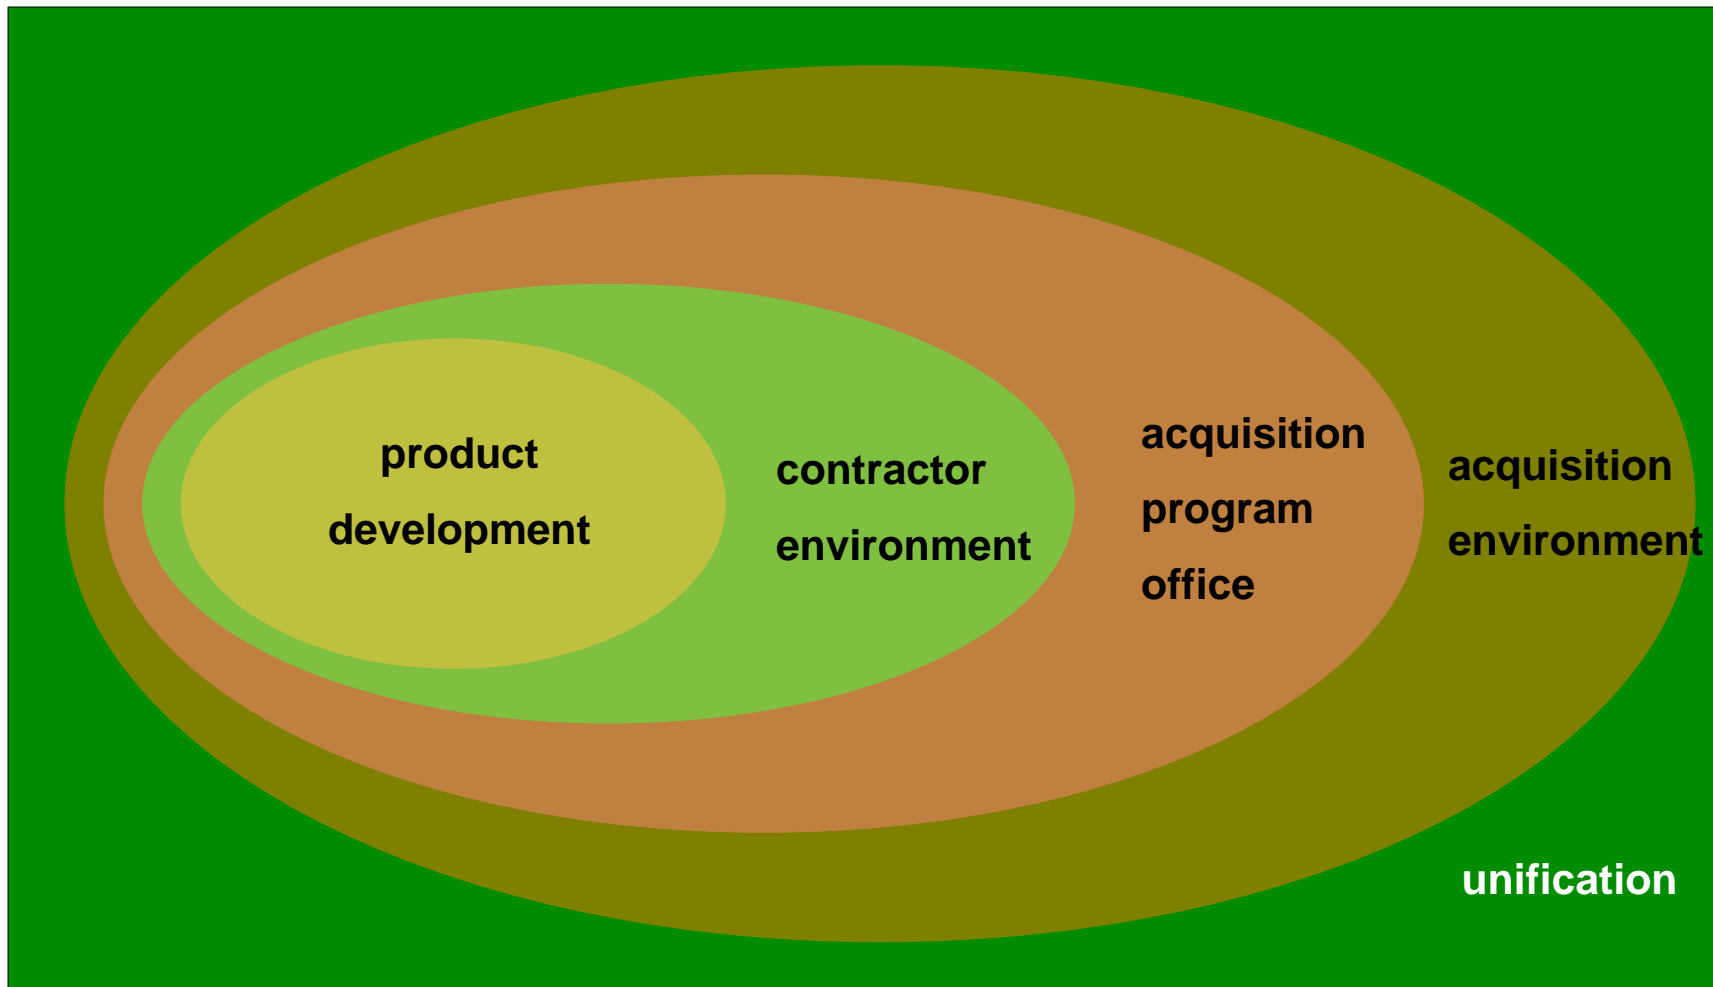 product
development
contractor
environment
acquisition
program
office
acquisition
environment
unification